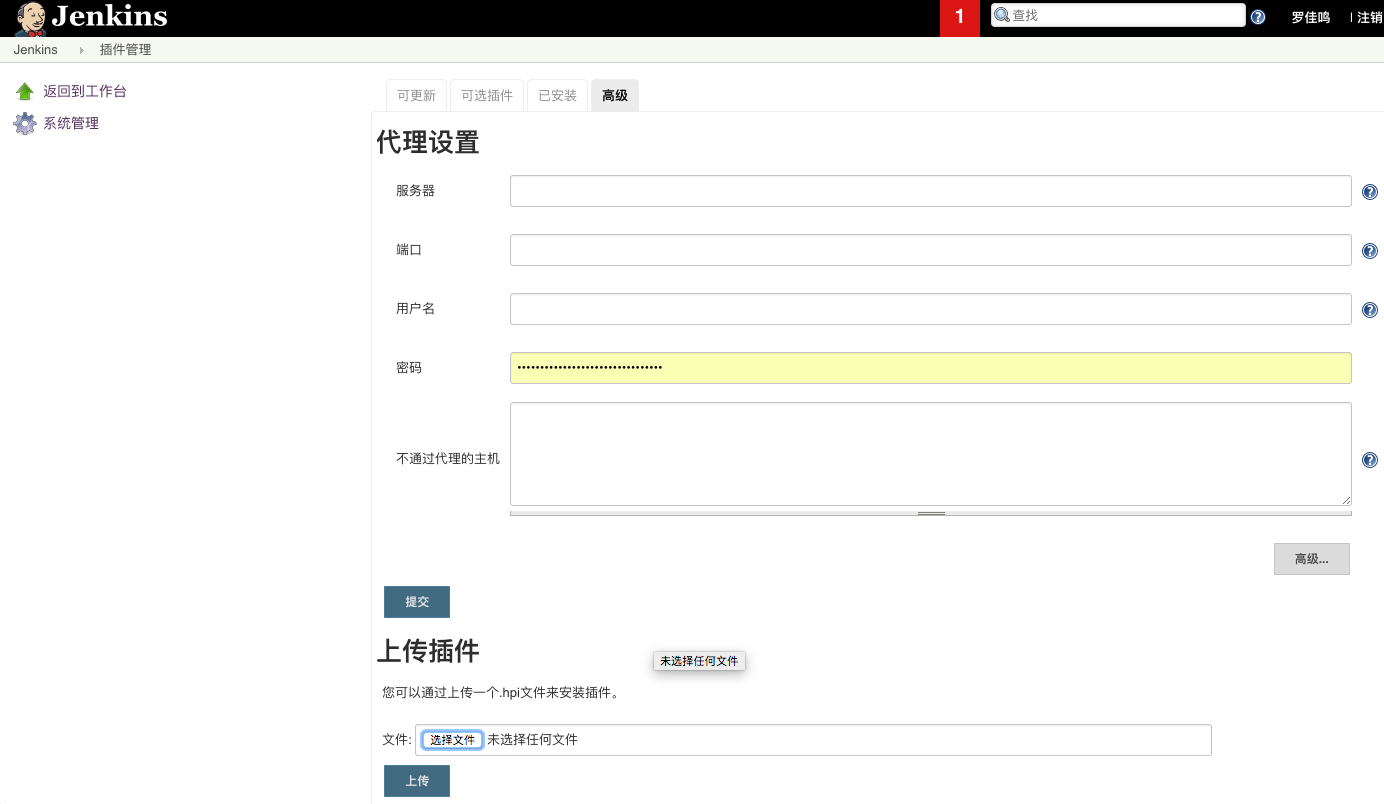 Jenkins
1
查找
罗佳鸣
注销
Jenkins
插件管理
返回到工作台
系统管理
可更新
可选插件
已安装
高级
代理设置
服务器
端口
用户名
密码
不通过代理的主机
高级...
提交
上传插件
未选择任何文件
您可以通过上传一个.hpi文件来安装插件。
文件: 选择文件 未选择任何文件
上传